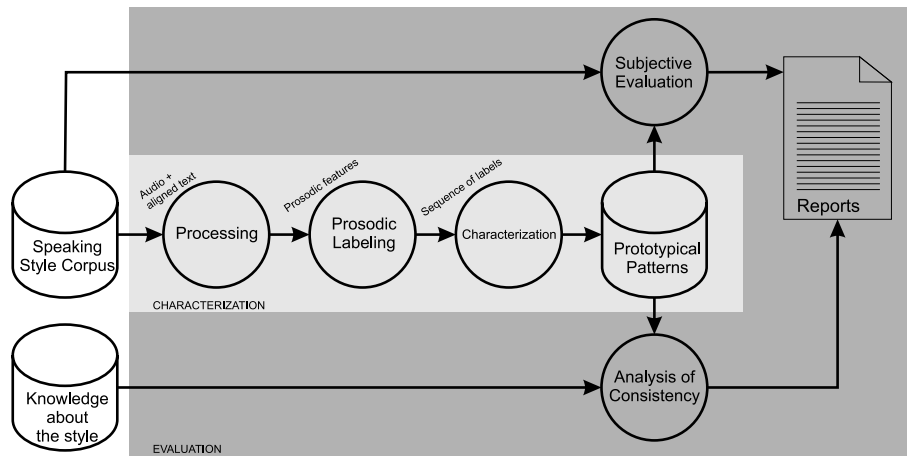 Subjective
Evaluation
Audio +
aligned text
Prosodic features
Sequence of labels
Reports
Speaking
Style Corpus
Processing
Prosodic
Labeling
Characterization
Prototypical
Patterns
CHARACTERIZATION
Knowledge
about
the style
Analysis of
Consistency
EVALUATION